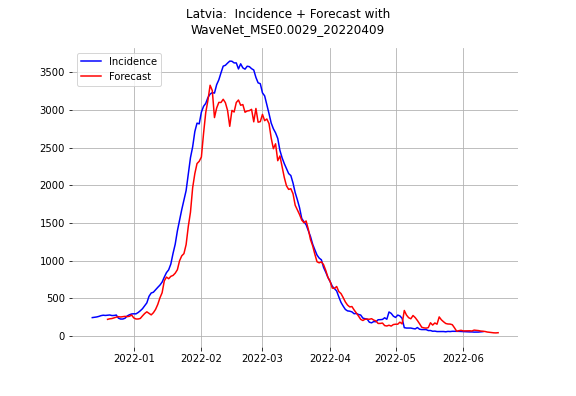 Latvia:  Incidence + Forecast with
WaveNet_MSE0.0029_20220409
Incidence
Forecast
3500
3000
2500
2000
1500
1000
500
0
2022-01 2022-02 2022-03 2022-04 2022-05 2022-06